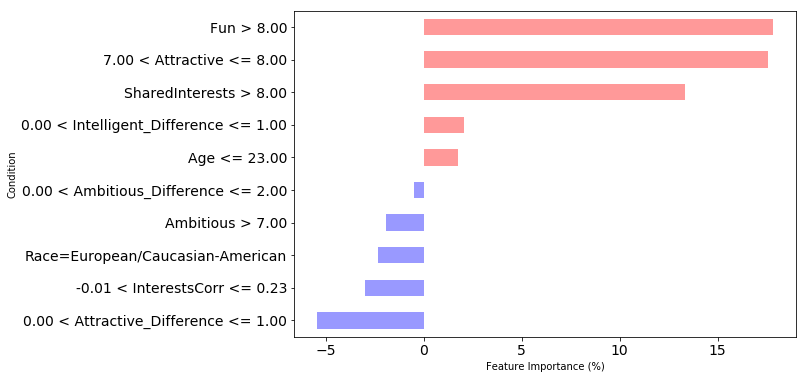 Fun > 8.00
7.00 < Attractive <= 8.00
SharedInterests > 8.00
0.00 < Intelligent_Difference <= 1.00
Age <= 23.00
0.00 < Ambitious_Difference <= 2.00
Ambitious > 7.00
Race=European/Caucasian-American
-0.01 < InterestsCorr <= 0.23
0.00 < Attractive_Difference <= 1.00
Condition
−5 0 5 10 15
Feature Importance (%)